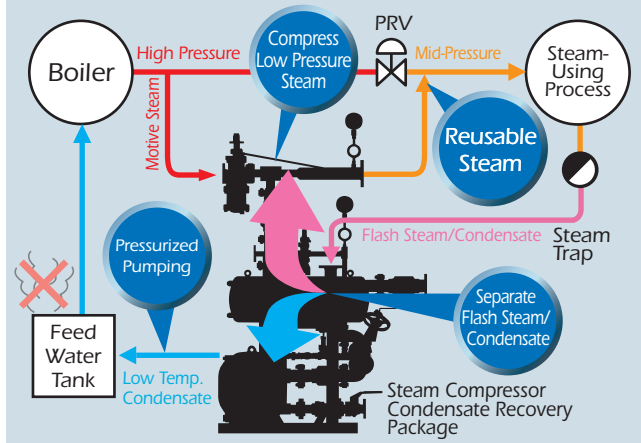 Boiler
High Pressure
Motive Steam
Compress
Low Pressure
Steam
PRV
Mid-Pressure
Steam-
Using
Process
Reusable
Steam
Flash Steam/Condensate
Steam
Trap
Pressurized
Pumping
Separate
Flash Steam/
Condensate
Feed
Water
Tank
Low Temp.
Condensate
Steam Compressor
Condensate Recovery
Package